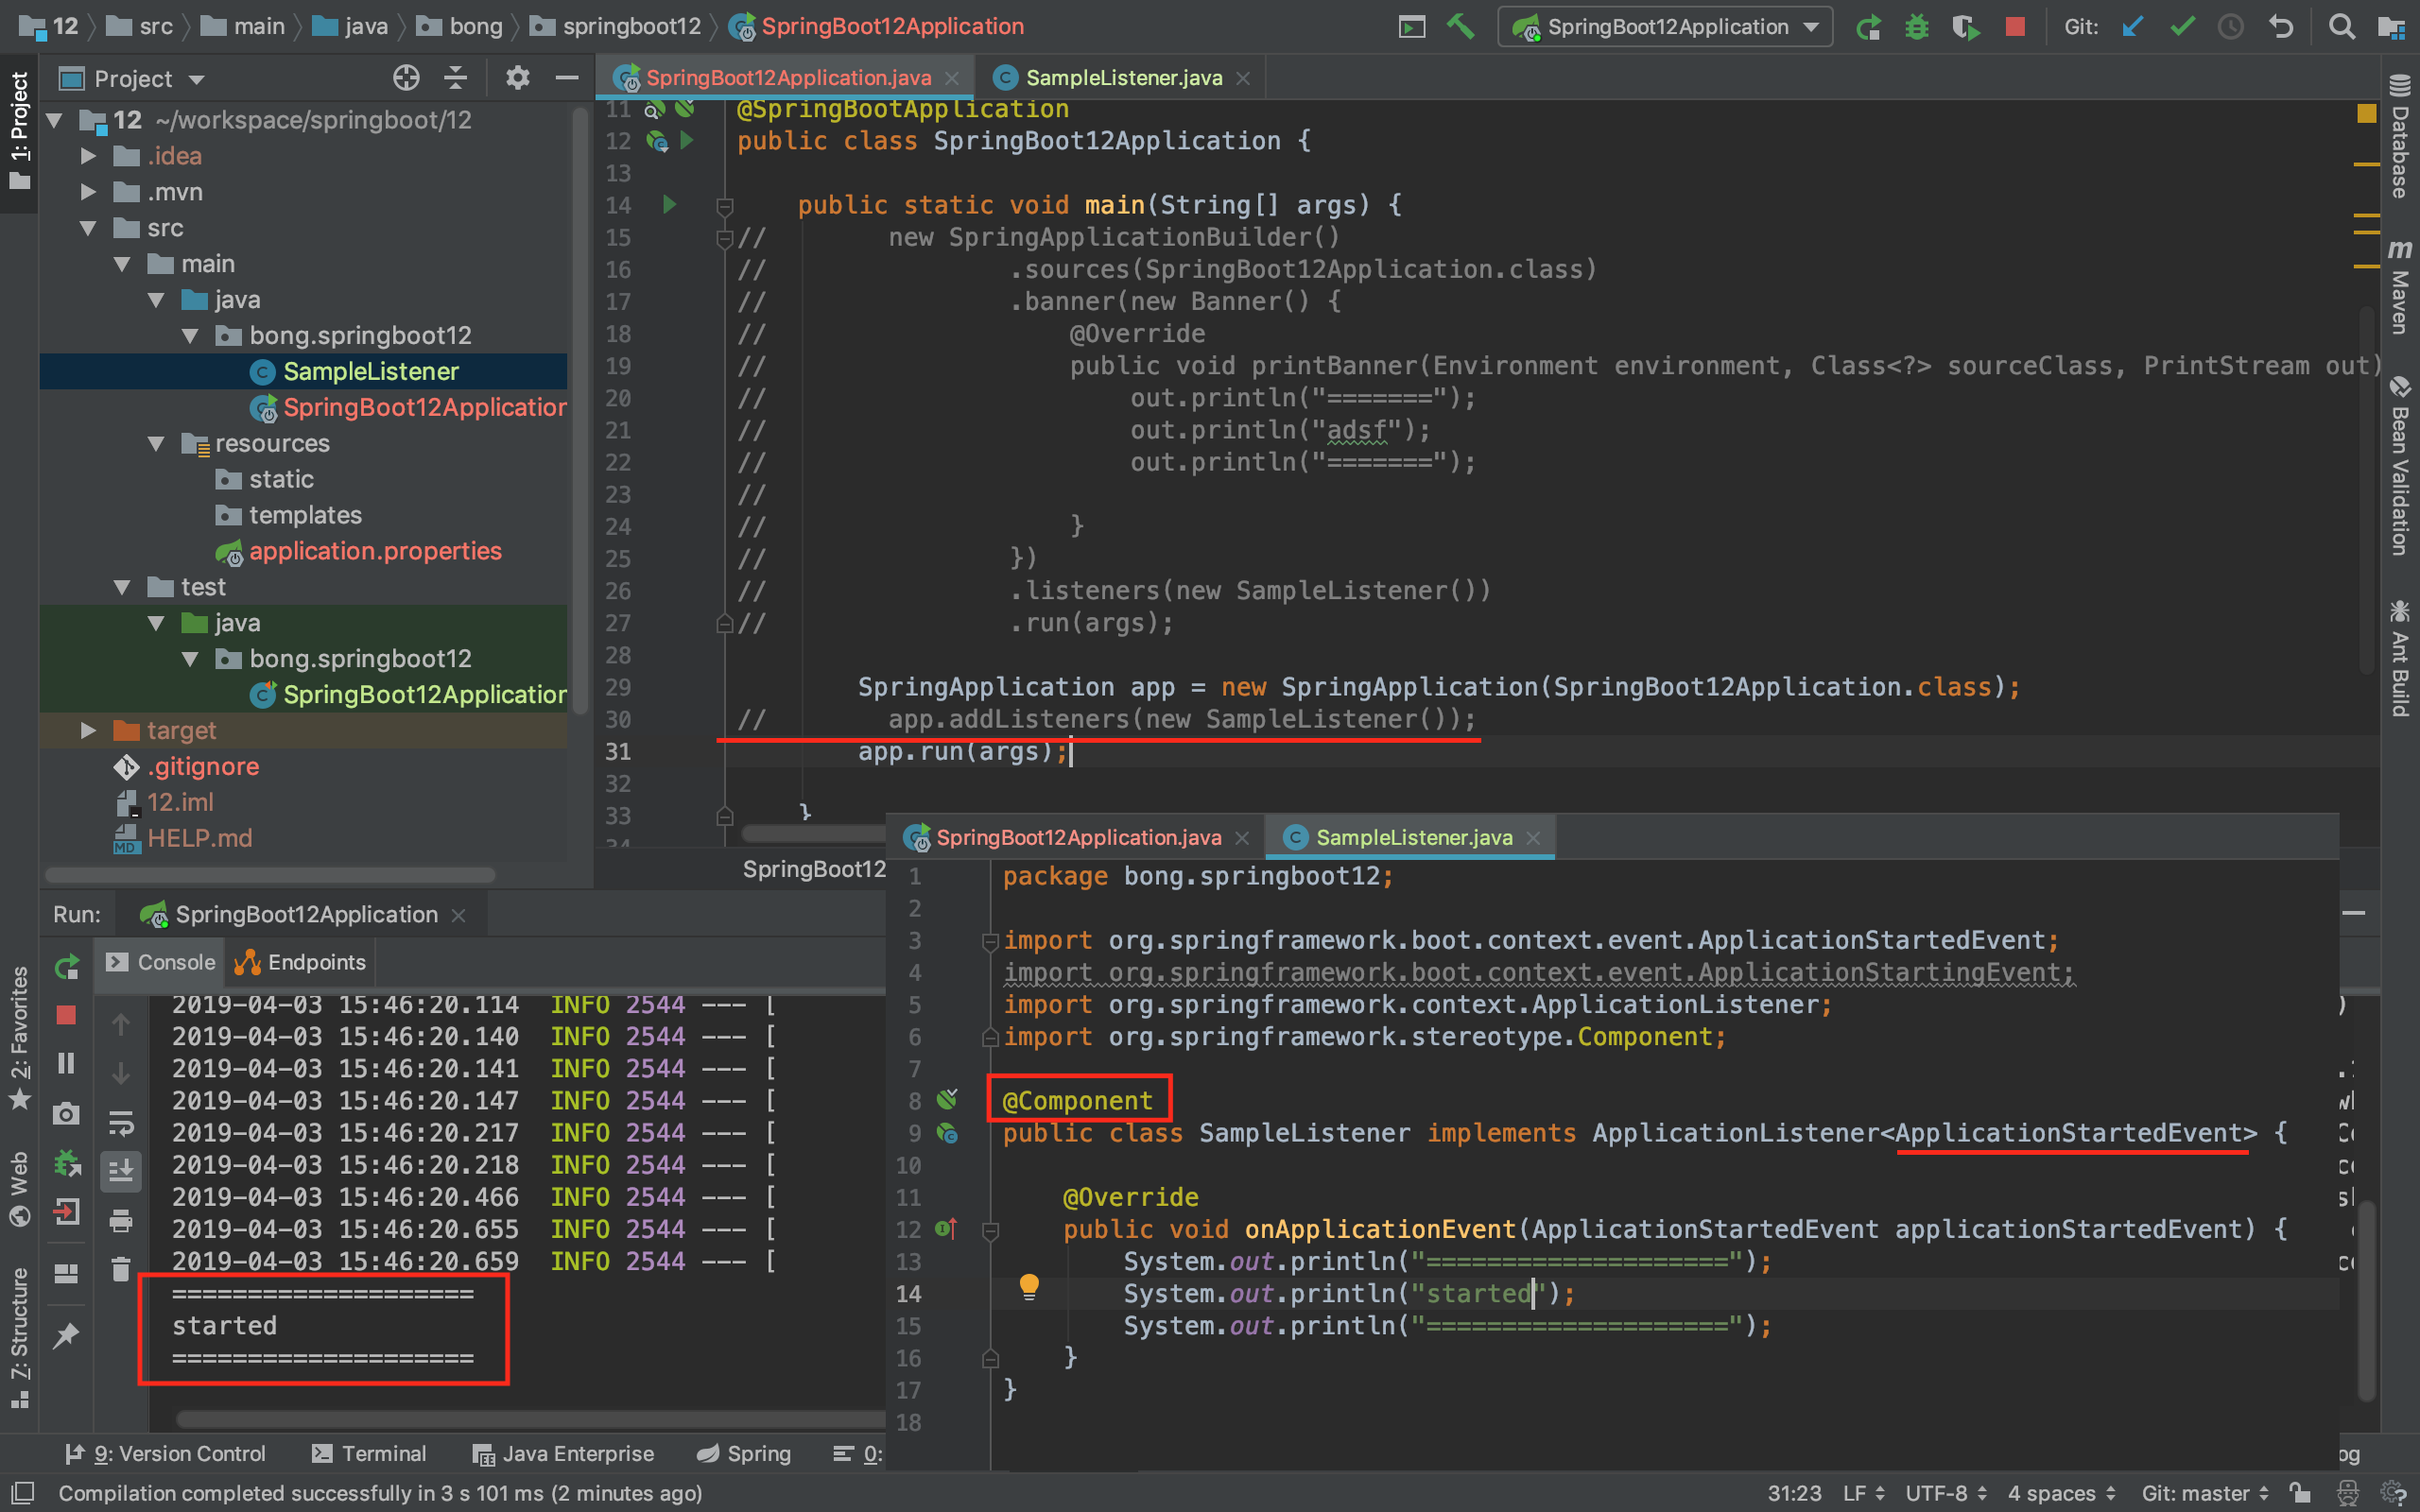 12 src main java bong springboot12 SpringBoot12Application
SpringBoot12Application Git:
1: Project
Project
12 ~/workspace/springboot/12
.idea
.mvn
src
main
java
bong.springboot12
SampleListener
SpringBoot12Application
resources
static
templates
application.properties
test
java
bong.springboot12
SpringBoot12Application
target
.gitignore
12.iml
HELP.md
SpringBoot12Application.java SampleListener.java
11 @SpringBootApplication
12 public class SpringBoot12Application {
13
14 public static void main(String[] args) {
15 // new SpringApplicationBuilder()
16 // .sources(SpringBoot12Application.class)
17 // .banner(new Banner() {
18 // @Override
19 // public void printBanner(Environment environment, Class<?> sourceClass, PrintStream out)
20 // out.println("=======");
21 // out.println("adsf");
22 // out.println("=======");
23 //
24 // }
25 // })
26 // .listeners(new SampleListener())
27 // .run(args);
28
29 SpringApplication app = new SpringApplication(SpringBoot12Application.class);
30 // app.addListeners(new SampleListener());
31 app.run(args);
32
33 }
SpringBoot12
Database
Maven
Bean Validation
Ant Build
SpringBoot12Application.java SampleListener.java
1 package bong.springboot12;
2
3 import org.springframework.boot.context.event.ApplicationStartedEvent;
4 import org.springframework.boot.context.event.ApplicationStartingEvent;
5 import org.springframework.context.ApplicationListener;
6 import org.springframework.stereotype.Component;
7
8 @Component
9 public class SampleListener implements ApplicationListener<ApplicationStartedEvent> {
10
11 @Override
12 public void onApplicationEvent(ApplicationStartedEvent applicationStartedEvent) {
13 System.out.println("====================");
14 System.out.println("started");
15 System.out.println("====================");
16 }
17 }
18
Run: SpringBoot12Application
Console Endpoints
2019-04-03 15:46:20.114 INFO 2544 --- [
2019-04-03 15:46:20.140 INFO 2544 --- [
2019-04-03 15:46:20.141 INFO 2544 --- [
2019-04-03 15:46:20.147 INFO 2544 --- [
2019-04-03 15:46:20.217 INFO 2544 --- [
2019-04-03 15:46:20.218 INFO 2544 --- [
2019-04-03 15:46:20.466 INFO 2544 --- [
2019-04-03 15:46:20.655 INFO 2544 --- [
2019-04-03 15:46:20.659 INFO 2544 --- [
====================
started
====================
2: Favorites
Web
7: Structure
9: Version Control Terminal Java Enterprise Spring 0:
Compilation completed successfully in 3 s 101 ms (2 minutes ago)
31:23 LF UTF-8 4 spaces Git: master